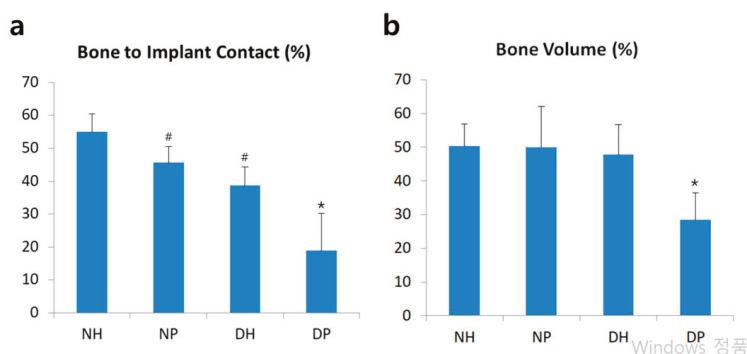 a
Bone to Implant Contact (%)
70
60
50
40
30
20
10
0
#
#
*
NH NP DH DP
b
Bone Volume (%)
70
60
50
40
30
20
10
0
*
NH NP DH DP
Windows 정품